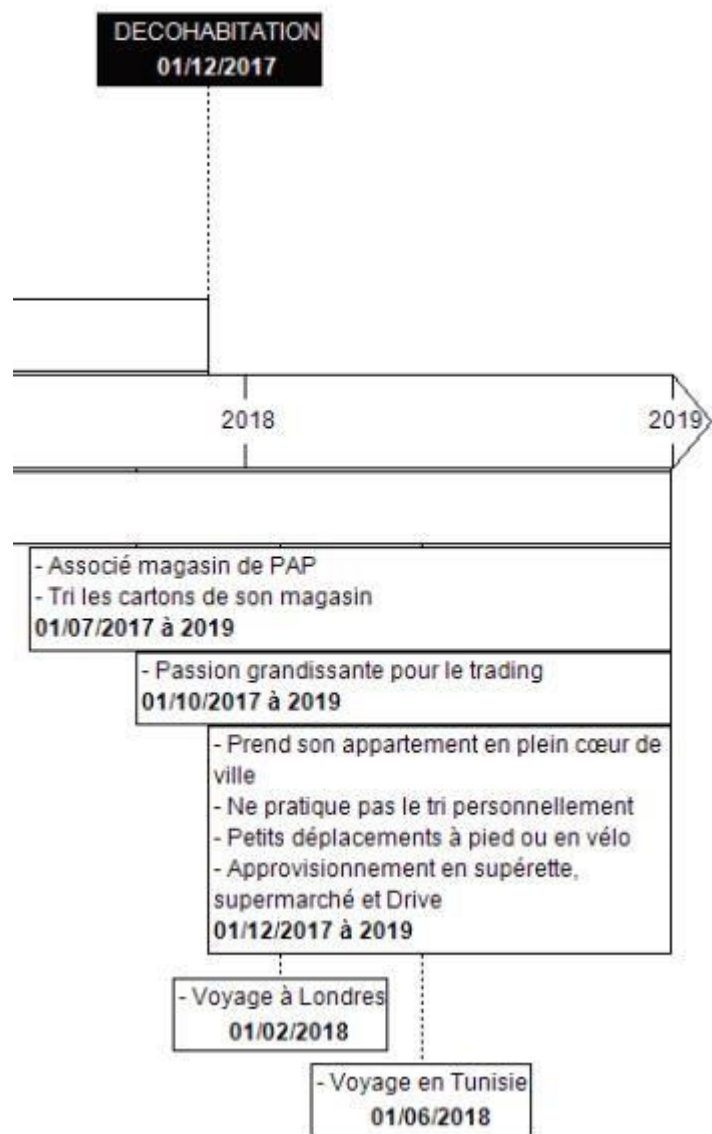 DECOHABITATION
01/12/2017
2018
2019
- Associé magasin de PAP
- Tri les cartons de son magasin
01/07/2017 à 2019
- Passion grandissante pour le trading
01/10/2017 à 2019
- Prend son appartement en plein cœur de
ville
- Ne pratique pas le tri personnellement
- Petits déplacements à pied ou en vélo
- Approvisionnement en supérette,
supermarché et Drive
01/12/2017 à 2019
- Voyage à Londres
01/02/2018
- Voyage en Tunisie
01/06/2018